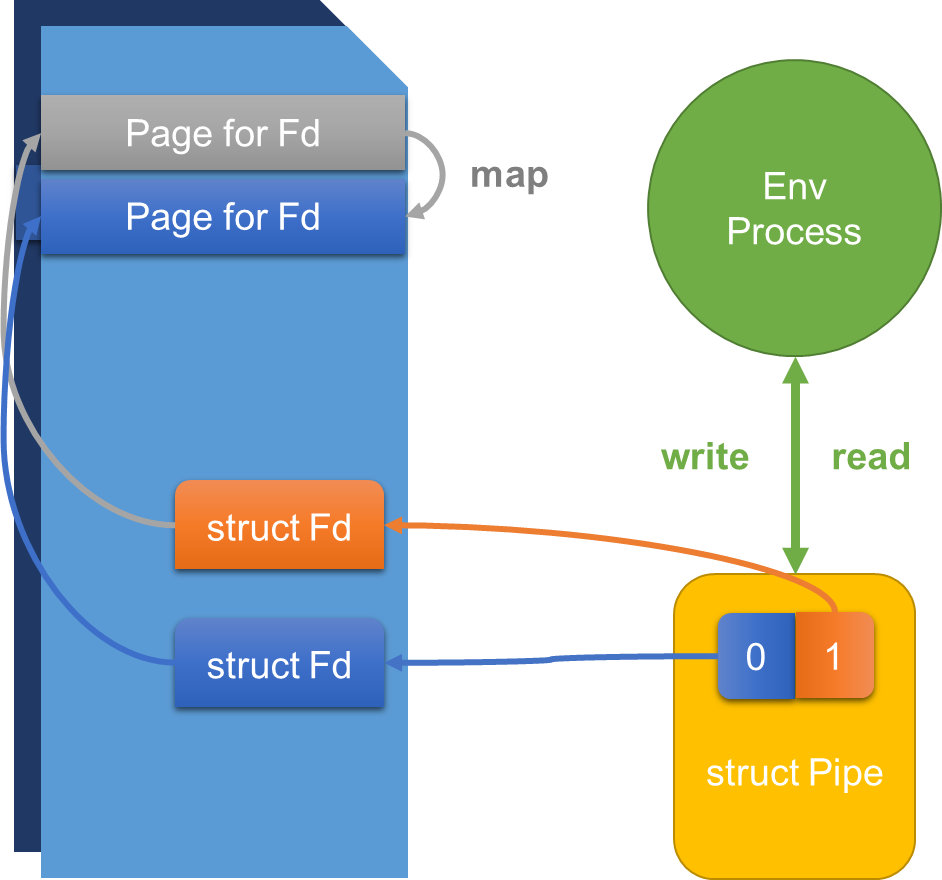 Page for Fd
map
Page for Fd
Env
Process
write
read
struct Fd
struct Fd
0
1
struct Pipe